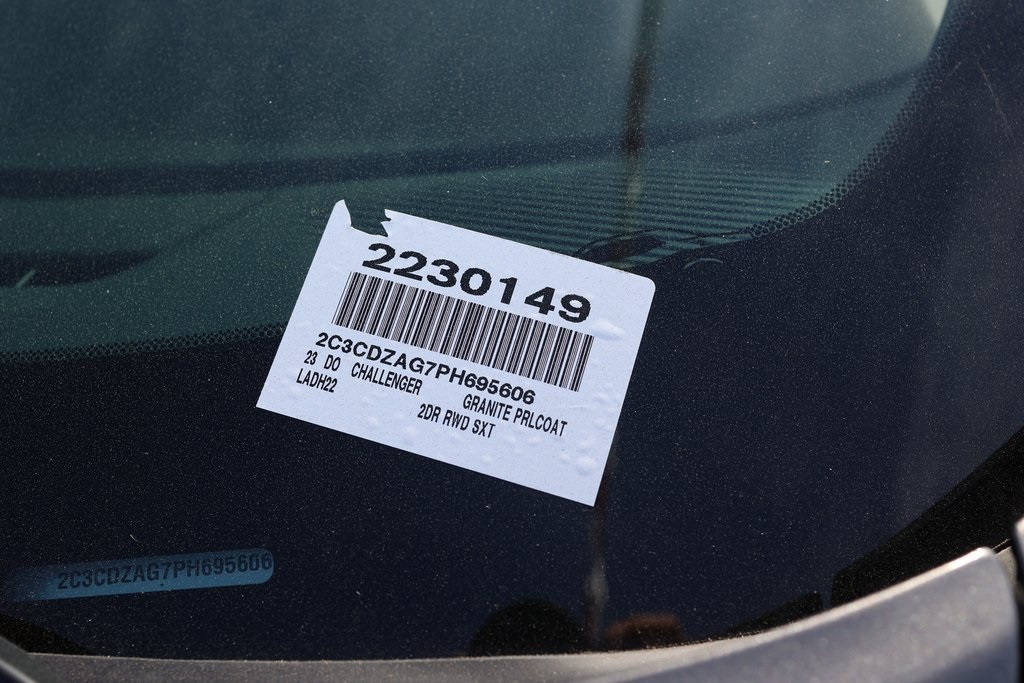 2230149
2C3CDZAG7PH695606
23 DO CHALLENGER GRANITE PRLCOAT
LADH22 2DR RWD SXT
2C3CDZAG7PH695606